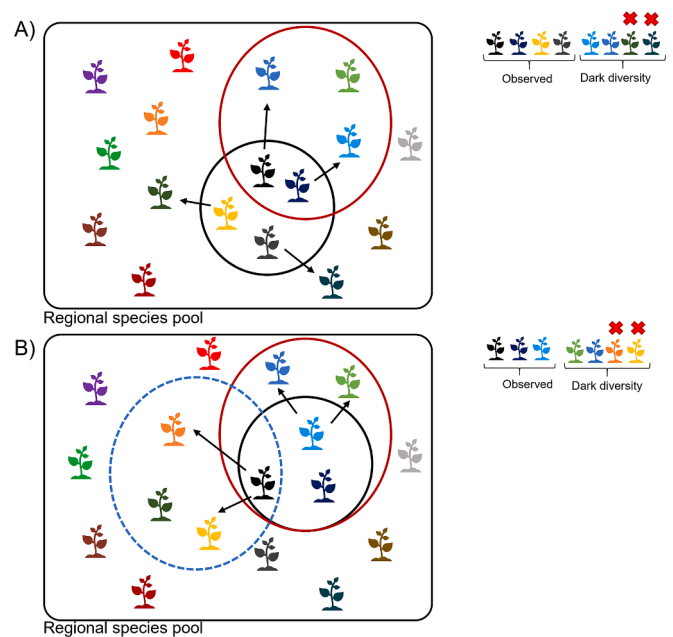 A)
Observed
Dark diversity
Regional species pool
B)
Observed
Dark diversity
Regional species pool